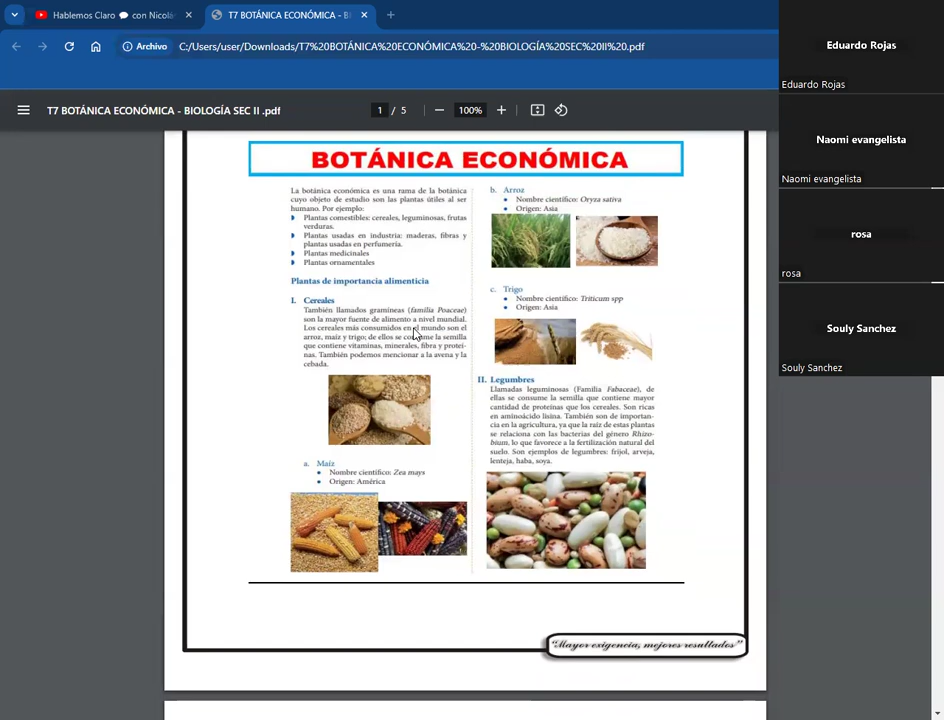 Hablemos Claro 💬 con Nicolá
T7 BOTÁNICA ECONÓMICA - BI
Archivo
C:/Users/user/Downloads/T7%20BOTÁNICA%20ECONÓMICA%20-%20BIOLOGÍA%20SEC%20II%20.pdf
T7 BOTÁNICA ECONÓMICA - BIOLOGÍA SEC II .pdf
1 / 5
100%
BOTÁNICA ECONÓMICA
La botánica económica es una rama de la botánica
cuyo objeto de estudio son las plantas útiles al ser
humano. Por ejemplo:
Plantas comestibles: cereales, leguminosas, frutas
verduras.
Plantas usadas en industria: maderas, fibras y
plantas usadas en perfumería.
Plantas medicinales
Plantas ornamentales
Plantas de importancia alimenticia
I. Cereales
También llamados gramíneas (familia Poaceae)
son la mayor fuente de alimento a nivel mundial.
Los cereales más consumidos en el mundo son el
arroz, maíz y trigo; de ellos se consume la semilla
que contiene vitaminas, minerales, fibra y proteí-
nas. También podemos mencionar a la avena y la
cebada.
a. Maíz
Nombre científico: Zea mays
Origen: América
b. Arroz
Nombre científico: Oryza sativa
Origen: Asia
c. Trigo
Nombre científico: Triticum spp
Origen: Asia
II. Legumbres
Llamadas leguminosas (Familia Fabaceae), de
ellas se consume la semilla que contiene mayor
cantidad de proteínas que los cereales. Son ricas
en aminoácido lisina. También son de importan-
cia en la agricultura, ya que la raíz de estas plantas
se relaciona con las bacterias del género Rhizo-
bium, lo que favorece a la fertilización natural del
suelo. Son ejemplos de legumbres: frijol, arveja,
lenteja, haba, soya.
"Mayor exigencia, mejores resultados"
Eduardo Rojas
Eduardo Rojas
Naomi evangelista
Naomi evangelista
rosa
rosa
Souly Sanchez
Souly Sanchez